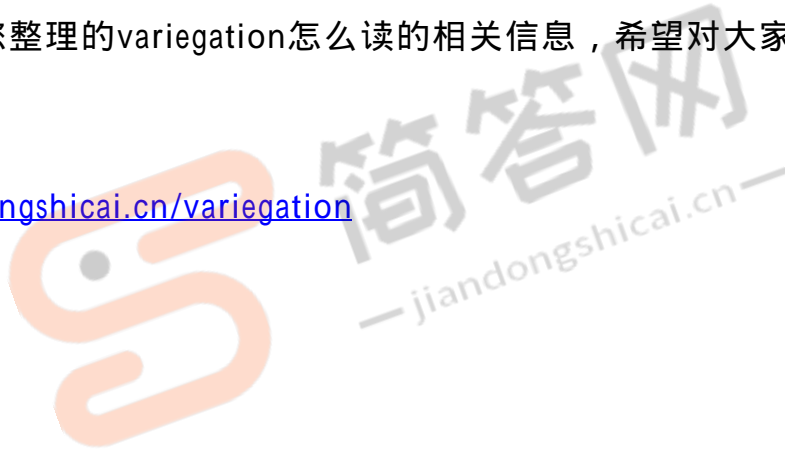 整理的variegation怎么读的相关信息，希望对大家
简答网
jiandongshicai.cn
ngshicai.cn/variegation